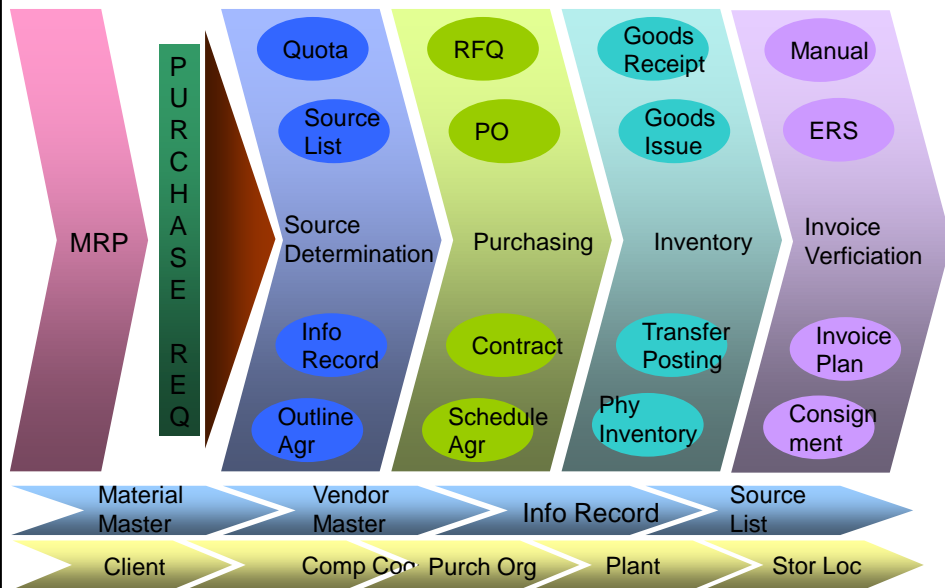 MRP
PURCHASE REQ
Quota
Source
List
Source
Determination
Info
Record
Outline
Agr
RFQ
PO
Purchasing
Contract
Schedule
Agr
Goods
Receipt
Goods
Issue
Inventory
Transfer
Posting
Phy
Inventory
Manual
ERS
Invoice
Verficiation
Invoice
Plan
Consign
ment
Material
Master
Vendor
Master
Info Record
Source
List
Client
Comp
Purch Org
Plant
Stor Loc